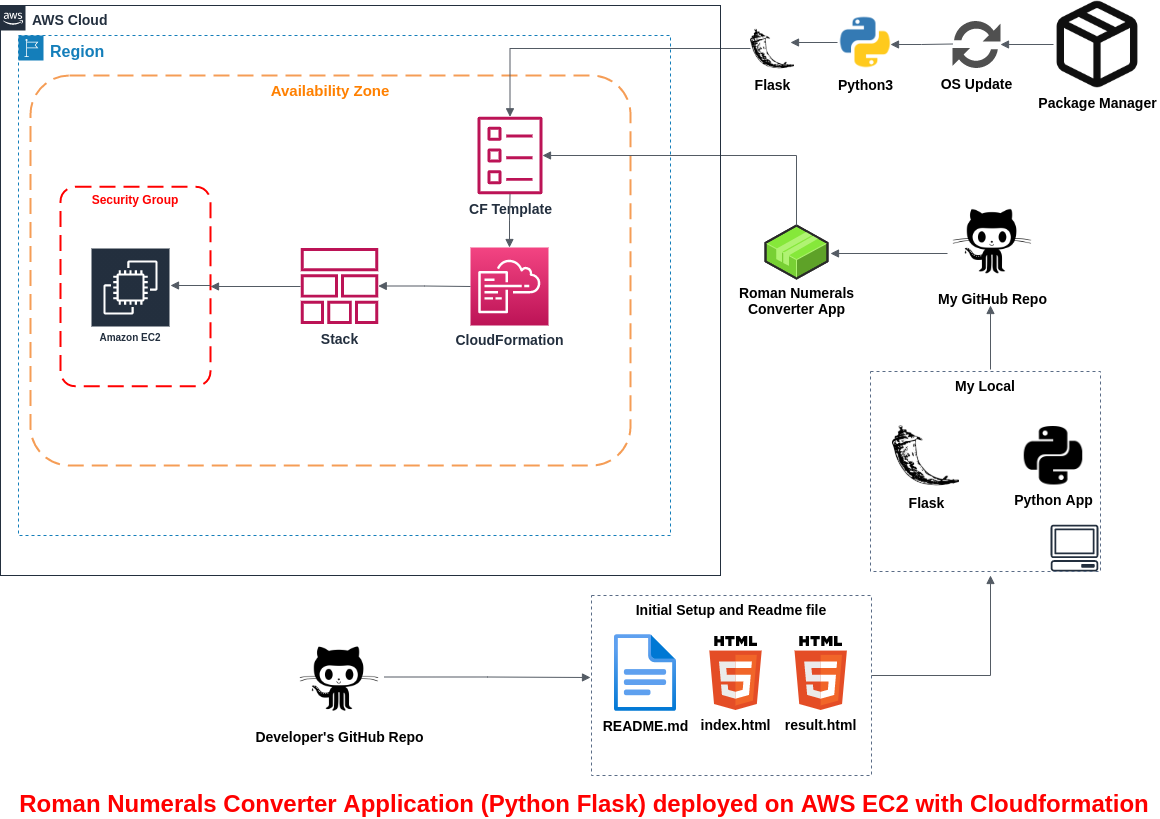 aws
AWS Cloud
Region
Availability Zone
Flask
Python3
OS Update
Package Manager
Security Group
CF Template
Amazon EC2
Stack
CloudFormation
Roman Numerals
Converter App
My GitHub Repo
My Local
Flask
Python App
Initial Setup and Readme file
HTML
HTML
5
5
README.md
index.html
result.html
Developer's GitHub Repo
Roman Numerals Converter Application (Python Flask) deployed on AWS EC2 with Cloudformation